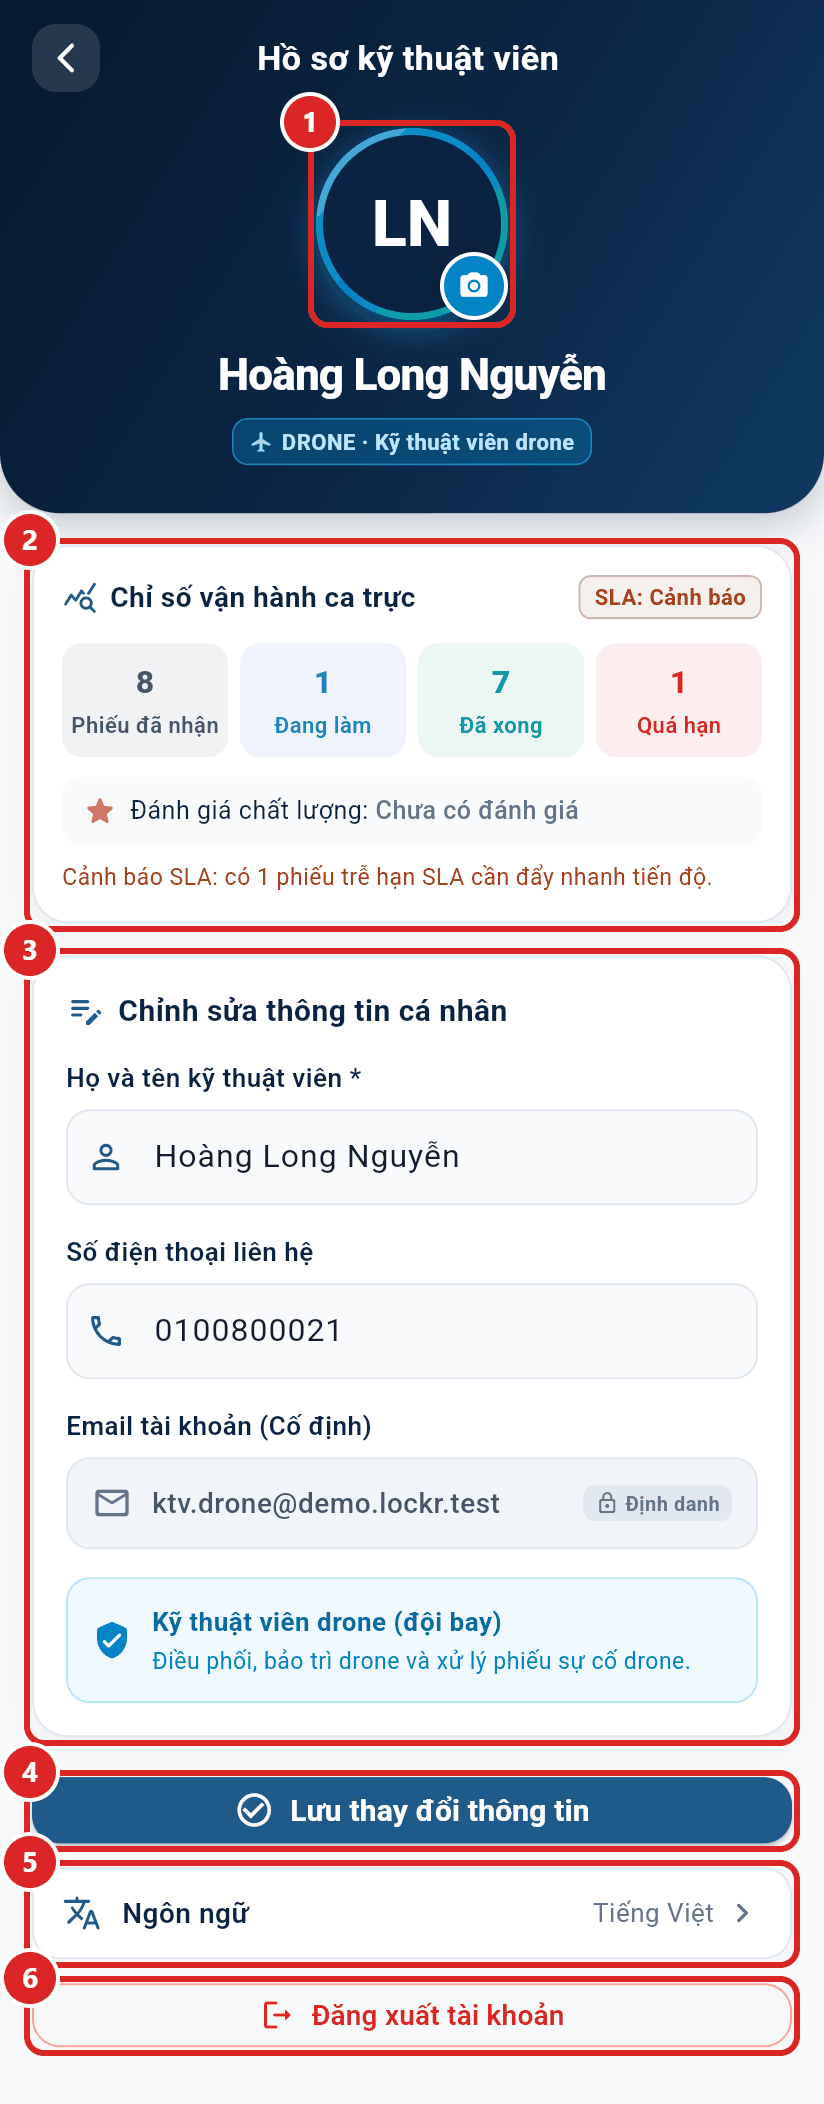 Hồ sơ kỹ thuật viên
1
LN
Hoàng Long Nguyễn
DRONE · Kỹ thuật viên drone
2
Chỉ số vận hành ca trực
SLA: Cảnh báo
8
Phiếu đã nhận
1
Đang làm
7
Đã xong
1
Quá hạn
Đánh giá chất lượng: Chưa có đánh giá
Cảnh báo SLA: có 1 phiếu trễ hạn SLA cần đẩy nhanh tiến độ.
3
Chỉnh sửa thông tin cá nhân
Họ và tên kỹ thuật viên *
Hoàng Long Nguyễn
Số điện thoại liên hệ
0100800021
Email tài khoản (Cố định)
ktv.drone@demo.lockr.test
Định danh
Kỹ thuật viên drone (đội bay)
Điều phối, bảo trì drone và xử lý phiếu sự cố drone.
4
Lưu thay đổi thông tin
5
Ngôn ngữ
Tiếng Việt
6
Đăng xuất tài khoản